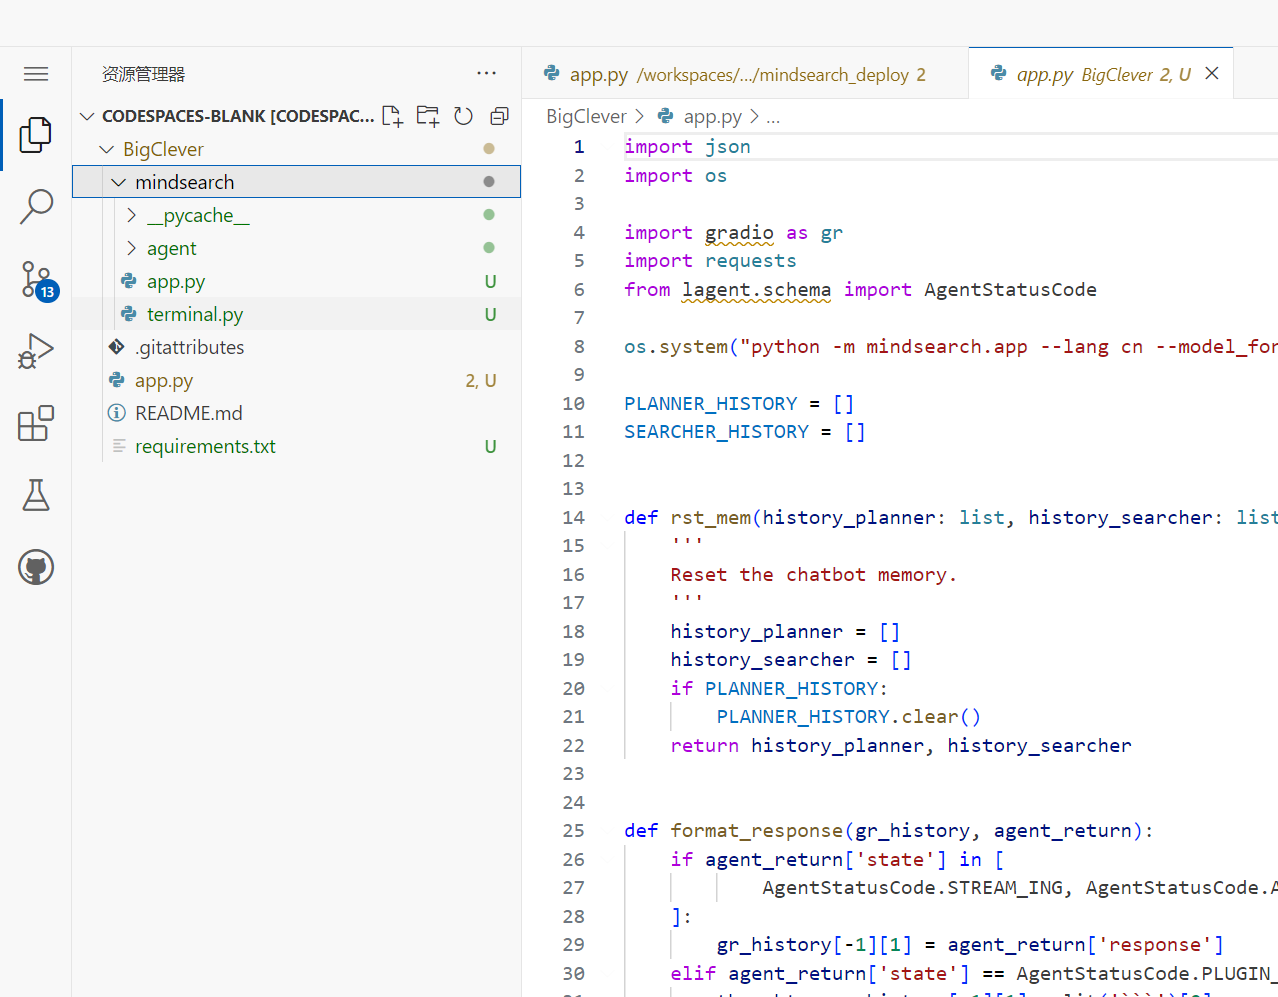 资源管理器
CODESPACES-BLANK [CODESPAC...
BigClever
mindsearch
__pycache__
agent
app.py U
terminal.py U
.gitattributes
app.py 2, U
README.md
requirements.txt U
13
app.py /workspaces/.../mindsearch_deploy 2
app.py BigClever 2, U
BigClever > app.py > ...
1 import json
2 import os
3
4 import gradio as gr
5 import requests
6 from lagent.schema import AgentStatusCode
7
8 os.system("python -m mindsearch.app --lang cn --model_for
9
10 PLANNER_HISTORY = []
11 SEARCHER_HISTORY = []
12
13
14 def rst_mem(history_planner: list, history_searcher: list
15 '''
16 Reset the chatbot memory.
17 '''
18 history_planner = []
19 history_searcher = []
20 if PLANNER_HISTORY:
21 PLANNER_HISTORY.clear()
22 return history_planner, history_searcher
23
24
25 def format_response(gr_history, agent_return):
26 if agent_return['state'] in [
27 AgentStatusCode.STREAM_ING, AgentStatusCode.A
28 ]:
29 gr_history[-1][1] = agent_return['response']
30 elif agent_return['state'] == AgentStatusCode.PLUGIN_